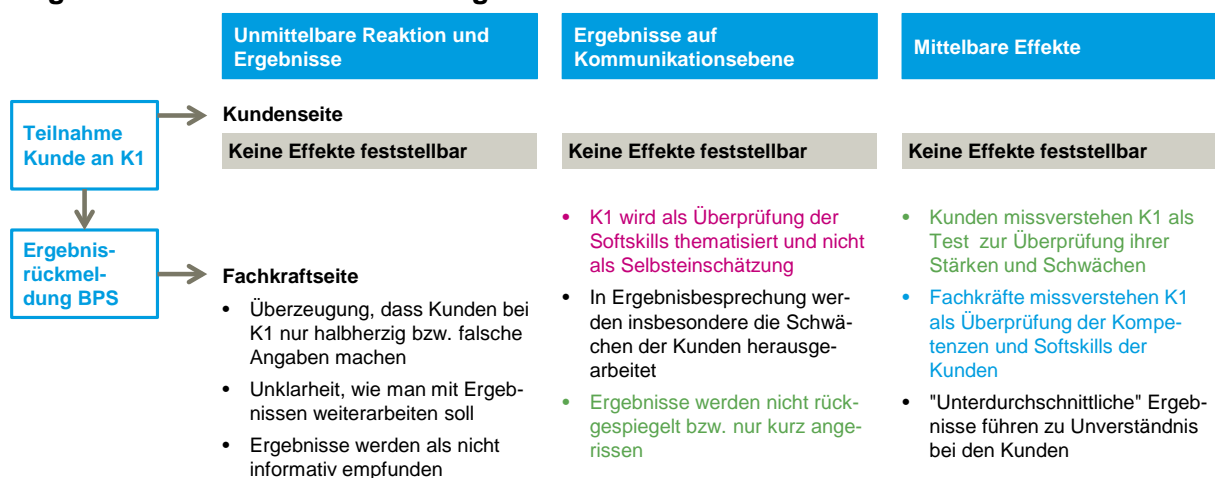 Unmittelbare Reaktion und
Ergebnisse
Ergebnisse auf
Kommunikationsebene
Mittelbare Effekte
Teilnahme
Kunde an K1
Kundenseite
Keine Effekte feststellbar
Keine Effekte feststellbar
Keine Effekte feststellbar
Ergebnis-
rückmel-
dung BPS
Fachkraftseite
• Überzeugung, dass Kunden bei
K1 nur halbherzig bzw. falsche
Angaben machen
• Unklarheit, wie man mit Ergeb-
nissen weiterarbeiten soll
• Ergebnisse werden als nicht
informativ empfunden
• K1 wird als Überprüfung der
Softskills thematisiert und nicht
als Selbsteinschätzung
• In Ergebnisbesprechung wer-
den insbesondere die Schwä-
chen der Kunden herausge-
arbeitet
• Ergebnisse werden nicht rück-
gespiegelt bzw. nur kurz ange-
rissen
• Kunden missverstehen K1 als
Test zur Überprüfung ihrer
Stärken und Schwächen
• Fachkräfte missverstehen K1
als Überprüfung der Kompe-
tenzen und Softskills der
Kunden
• "Unterdurchschnittliche" Ergeb-
nisse führen zu Unverständnis
bei den Kunden